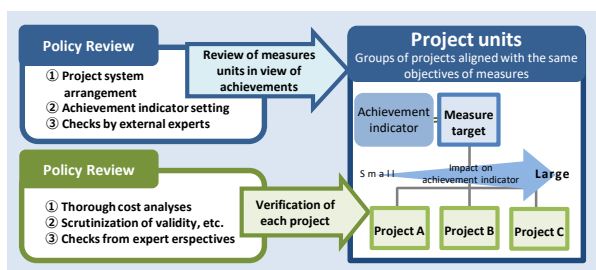 Policy Review
① Project system
arrangement
② Achievement indicator setting
③ Checks by external experts
Review of measures
units in view of
achievements
Policy Review
① Thorough cost analyses
② Scrutinization of validity, etc.
③ Checks from expert erspectives
Verification of
each project
Project units
Groups of projects aligned with the same
objectives of measures
Achievement
indicator
Measure
target
Small
Impact on
achievement indicator
Large
Project A
Project B
Project C